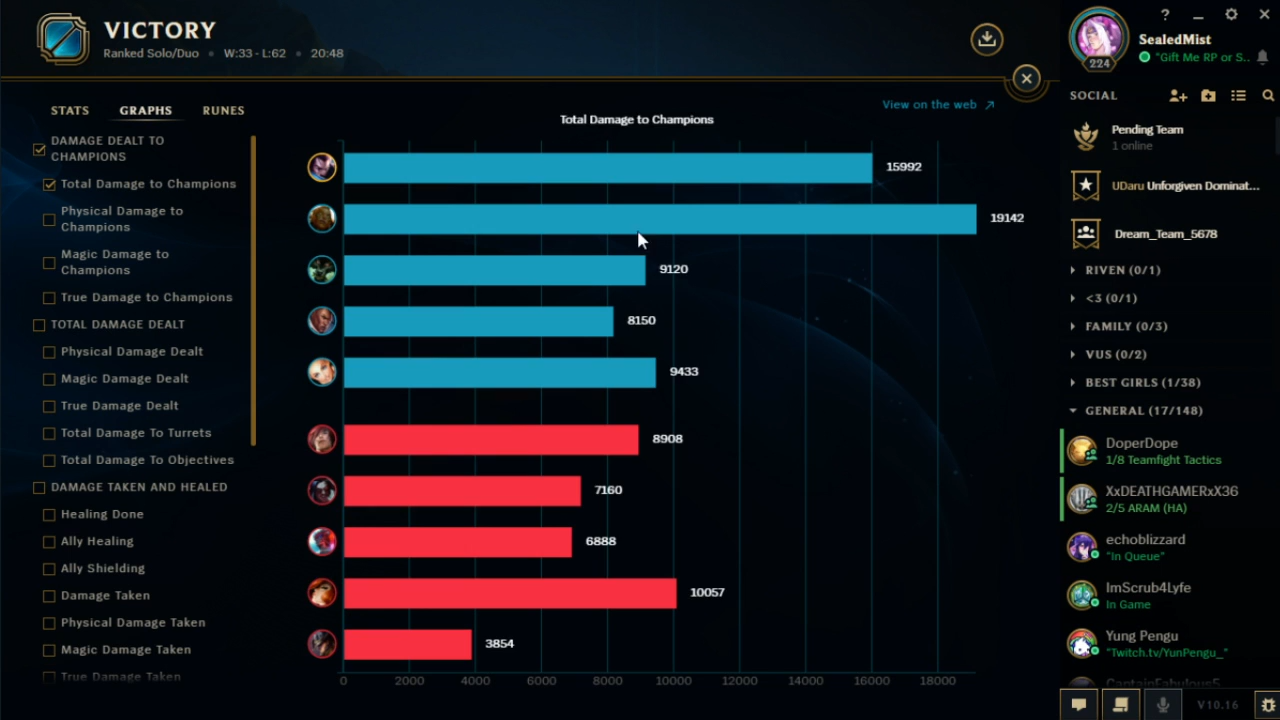 VICTORY
Ranked Solo/Duo • W:33 - L:62 • 20:48
STATS GRAPHS RUNES
View on the web
DAMAGE DEALT TO
CHAMPIONS
Total Damage to Champions
Physical Damage to
Champions
Magic Damage to
Champions
True Damage to Champions
TOTAL DAMAGE DEALT
Physical Damage Dealt
Magic Damage Dealt
True Damage Dealt
Total Damage To Turrets
Total Damage To Objectives
DAMAGE TAKEN AND HEALED
Healing Done
Ally Healing
Ally Shielding
Damage Taken
Physical Damage Taken
Magic Damage Taken
True Damage Taken
Total Damage to Champions
15992
19142
9120
8150
9433
8908
7160
6888
10057
3854
0 2000 4000 6000 8000 10000 12000 14000 16000 18000
?
224
SealedMist
"Gift Me RP or S..
SOCIAL
Pending Team
1 online
UDaru Unforgiven Dominat...
Dream_Team_5678
RIVEN (0/1)
<3 (0/1)
FAMILY (0/3)
VUS (0/2)
BEST GIRLS (1/38)
GENERAL (17/148)
DoperDope
1/8 Teamfight Tactics
XxDEATHGAMERxX36
2/5 ARAM (HA)
echoblizzard
"In Queue"
ImScrub4Lyfe
In Game
Yung Pengu
"Twitch.tv/YunPengu_"
CaptainFabulous5
V10.16